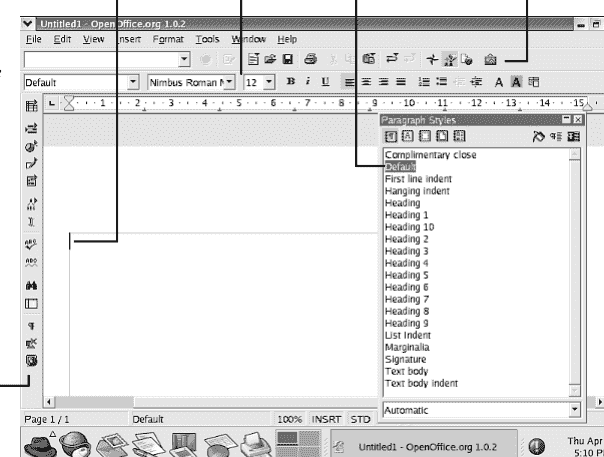 Untitled1 - OpenOffice.org 1.0.2
File Edit View Insert Format Tools Window Help
Default Nimbus Roman N 12 B i U A A
1 2 3 4 5 6 7 8 9 10 11 12 13 14 15
Paragraph Styles
Complimentary close
Default
First line indent
Hanging indent
Heading
Heading 1
Heading 10
Heading 2
Heading 3
Heading 4
Heading 5
Heading 6
Heading 7
Heading 8
Heading 9
List Indent
Marginalia
Signature
Text body
Text body indent
Automatic
ABC
ABC
Page 1 / 1 Default 100% INSRT STD
Untitled1 - OpenOffice.org 1.0.2 Thu Apr
5:10 P